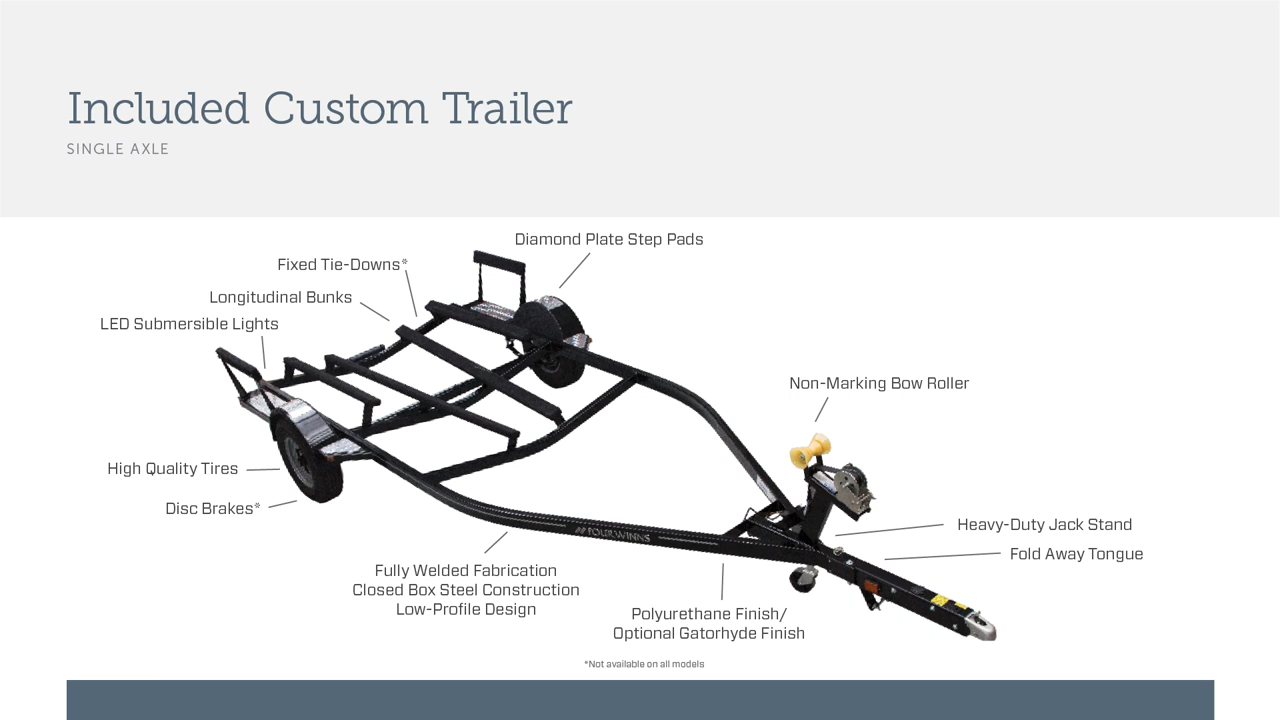 Included Custom Trailer
SINGLE AXLE
Diamond Plate Step Pads
Fixed Tie-Downs*
Longitudinal Bunks
LED Submersible Lights
Non-Marking Bow Roller
High Quality Tires
Disc Brakes*
Heavy-Duty Jack Stand
Fold Away Tongue
FOURWINNS
Fully Welded Fabrication
Closed Box Steel Construction
Low-Profile Design
Polyurethane Finish/
Optional Gatorhyde Finish
*Not available on all models